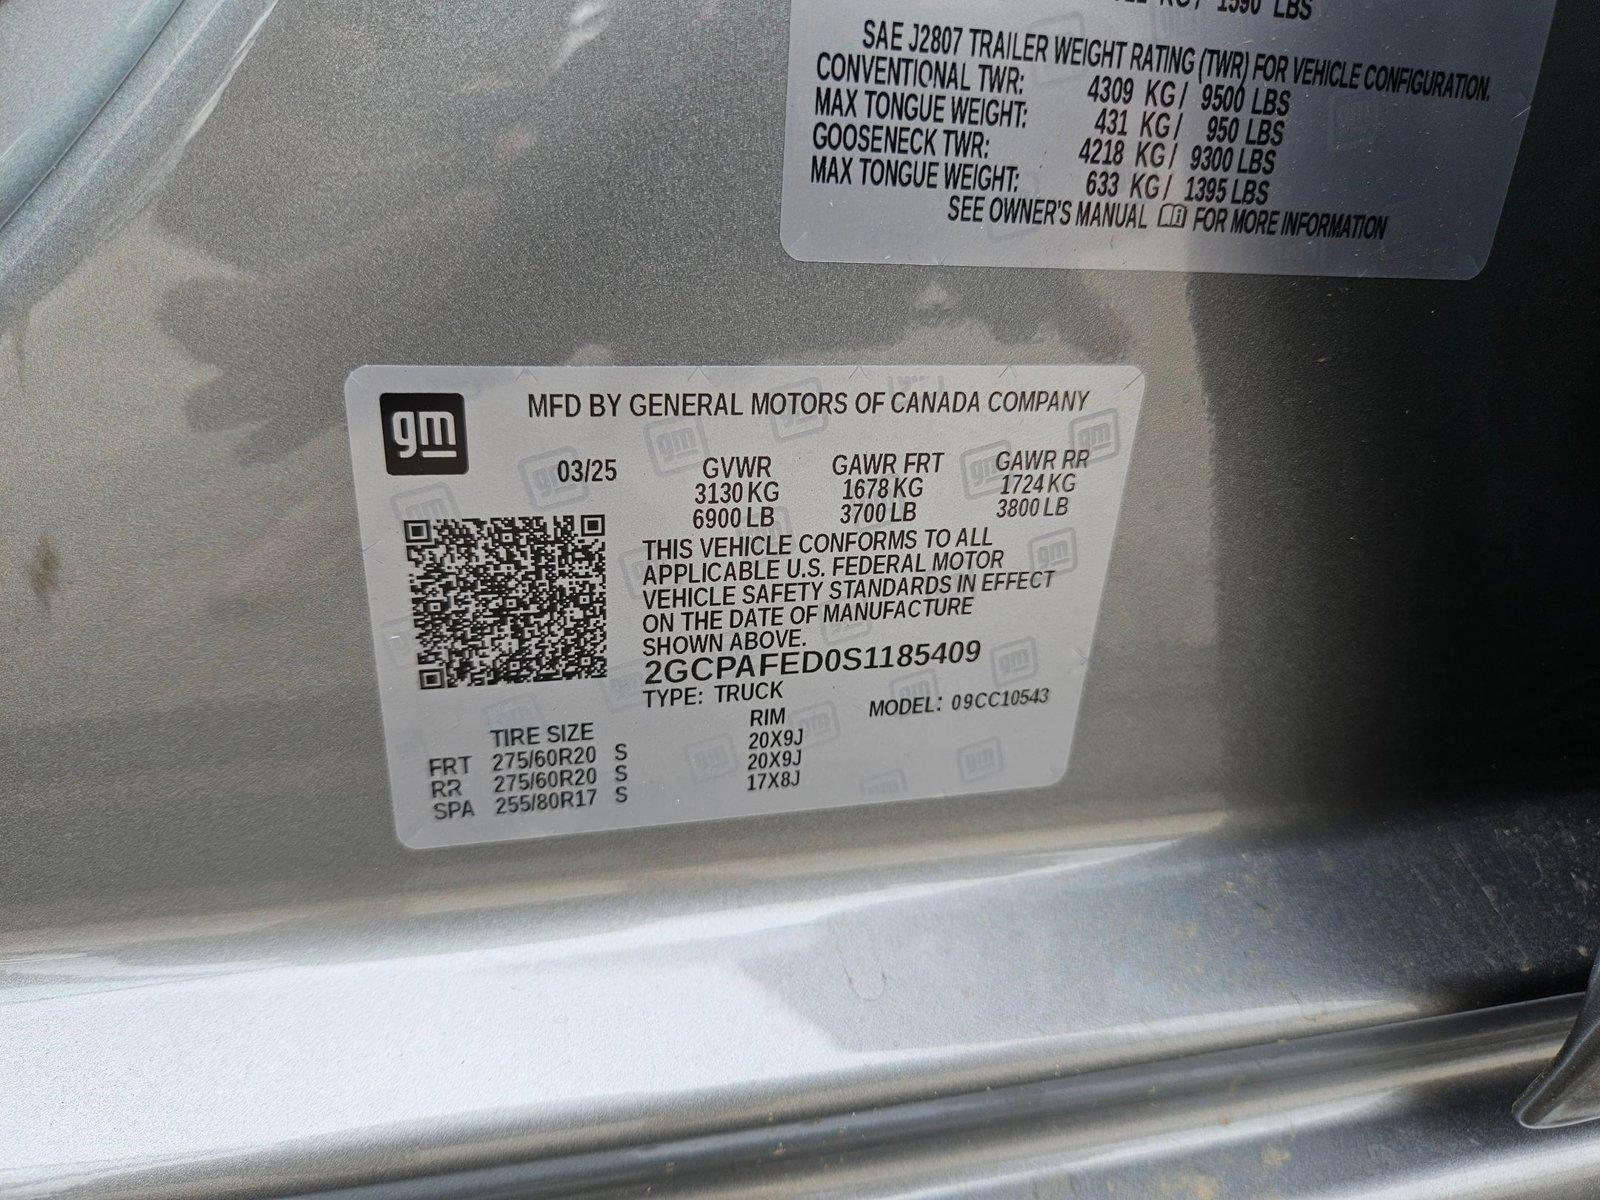 1590 LBS
SAE J2807 TRAILER WEIGHT RATING (TWR) FOR VEHICLE CONFIGURATION.
CONVENTIONAL TWR: 4309 KG/ 9500 LBS
MAX TONGUE WEIGHT: 431 KG/ 950 LBS
GOOSENECK TWR: 4218 KG/ 9300 LBS
MAX TONGUE WEIGHT: 633 KG/ 1395 LBS
SEE OWNER'S MANUAL FOR MORE INFORMATION
gm
MFD BY GENERAL MOTORS OF CANADA COMPANY
03/25 GVWR GAWR FRT GAWR RR
3130 KG 1678 KG 1724 KG
6900 LB 3700 LB 3800 LB
THIS VEHICLE CONFORMS TO ALL
APPLICABLE U.S. FEDERAL MOTOR
VEHICLE SAFETY STANDARDS IN EFFECT
ON THE DATE OF MANUFACTURE
SHOWN ABOVE.
2GCPAFED0S1185409
TYPE: TRUCK MODEL: 09CC10543
TIRE SIZE RIM
FRT 275/60R20 S 20X9J
RR 275/60R20 S 20X9J
SPA 255/80R17 S 17X8J